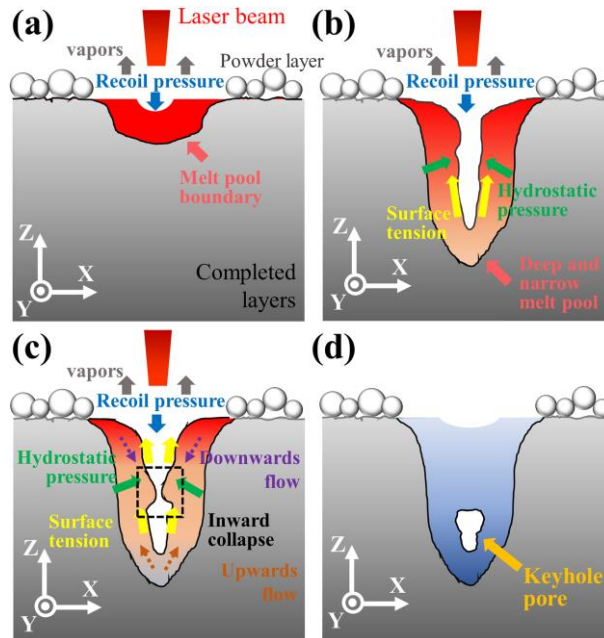 (a)
Laser beam
vapors
Powder layer
Recoil pressure
Melt pool
boundary
Z
X
Y
Completed
layers
(b)
vapors
Recoil pressure
Surface
tension
Hydrostatic
pressure
Z
X
Y
Deep and
narrow
melt pool
(c)
vapors
Recoil pressure
Hydrostatic
pressure
Downwards
flow
Surface
tension
Inward
collapse
Upwards
flow
Z
X
Y
(d)
Keyhole
pore
Z
X
Y